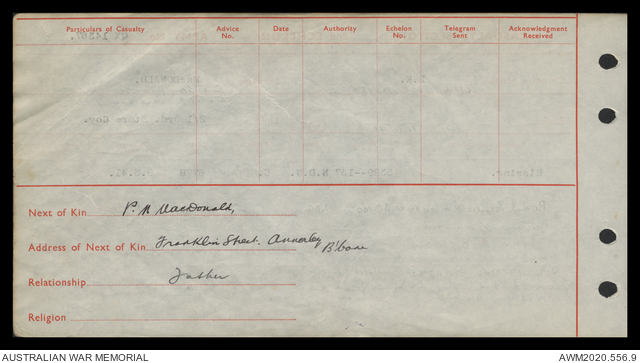 Particulars of Casualty Advice No. Date Authority Echelon No. Telegram Sent Acknowledgment Received
Next of Kin P. M MacDonald,
Address of Next of Kin Franklin Street. Annerley B'bane
Relationship Father
Religion
AUSTRALIAN WAR MEMORIAL AWM2020.556.9